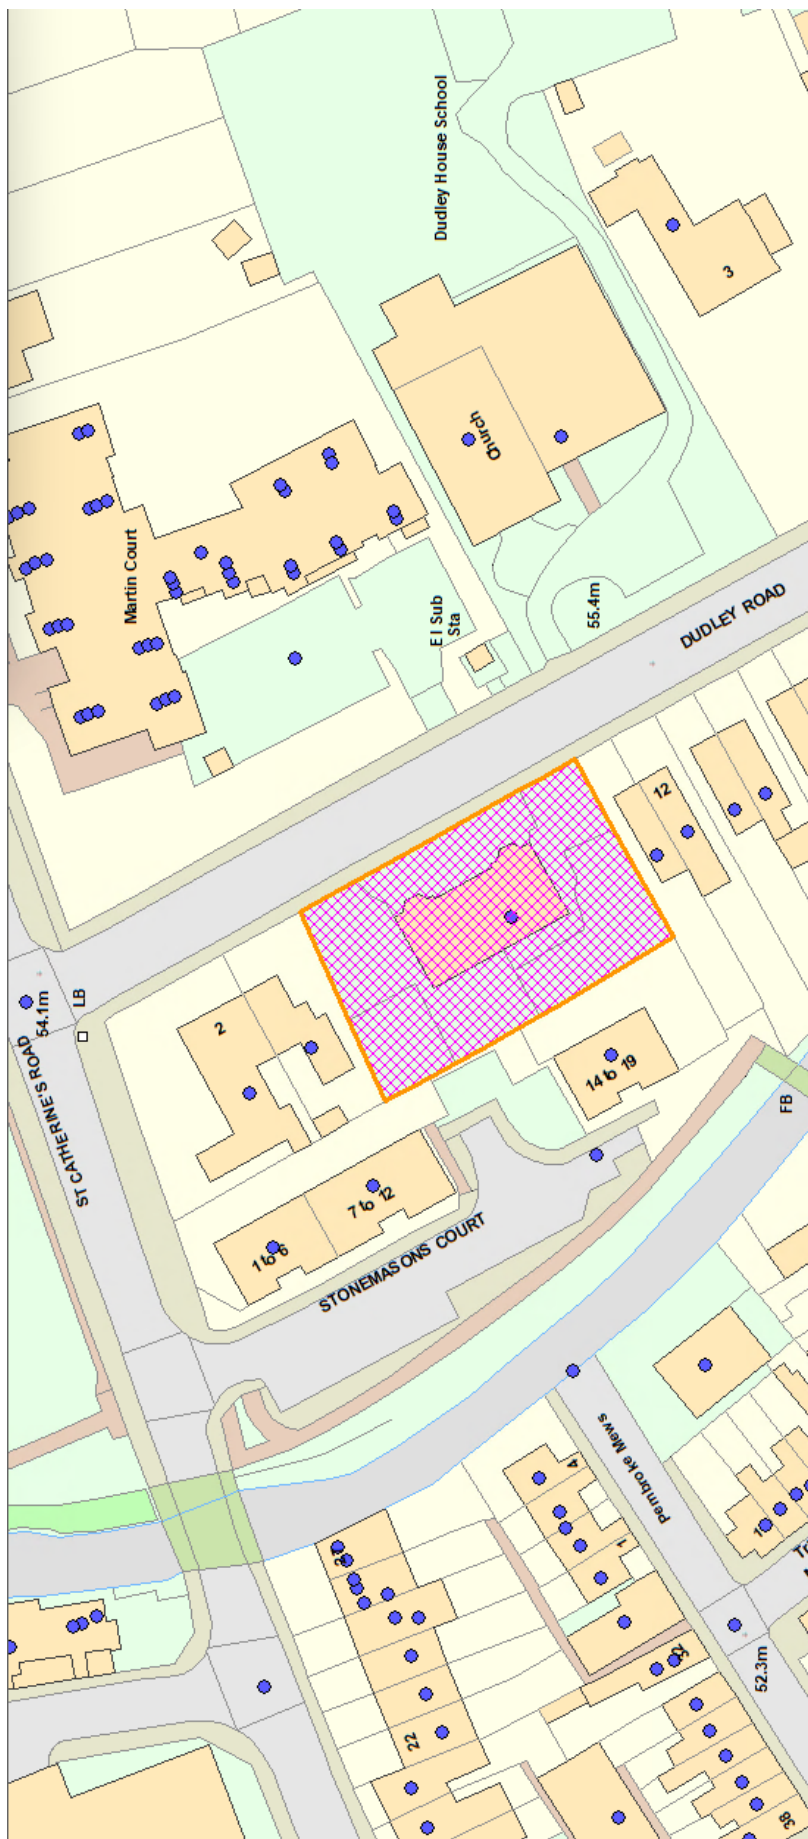 Dudley House School
3
Church
Martin Court
El Sub
Sta
55.4m
DUDLEY ROAD
12
54.1m
LB
2
ST CATHERINE'S ROAD
14 to 19
FB
7 to 12
1 to 6
STONEMASONS COURT
Pembroke Mews
4
1
1
22
32
52.3m
38